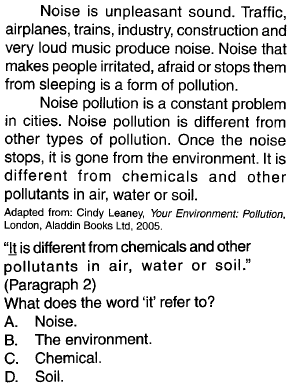 Noise is unpleasant sound. Traffic,
airplanes, trains, industry, construction and
very loud music produce noise. Noise that
makes people irritated, afraid or stops them
from sleeping is a form of pollution.
Noise pollution is a constant problem
in cities. Noise pollution is different from
other types of pollution. Once the noise
stops, it is gone from the environment. It is
different from chemicals and other
pollutants in air, water or soil.
Adapted from: Cindy Leaney, Your Environment: Pollution,
London, Aladdin Books Ltd, 2005.
"It is different from chemicals and other
pollutants in air, water or soil."
(Paragraph 2)
What does the word 'it' refer to?
A. Noise.
B. The environment.
C. Chemical.
D. Soil.